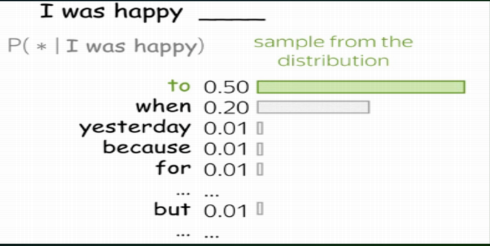 I was happy _____
P( * | I was happy)
sample from the
distribution
to 0.50
when 0.20
yesterday 0.01
because 0.01
for 0.01
... ...
but 0.01
... ...